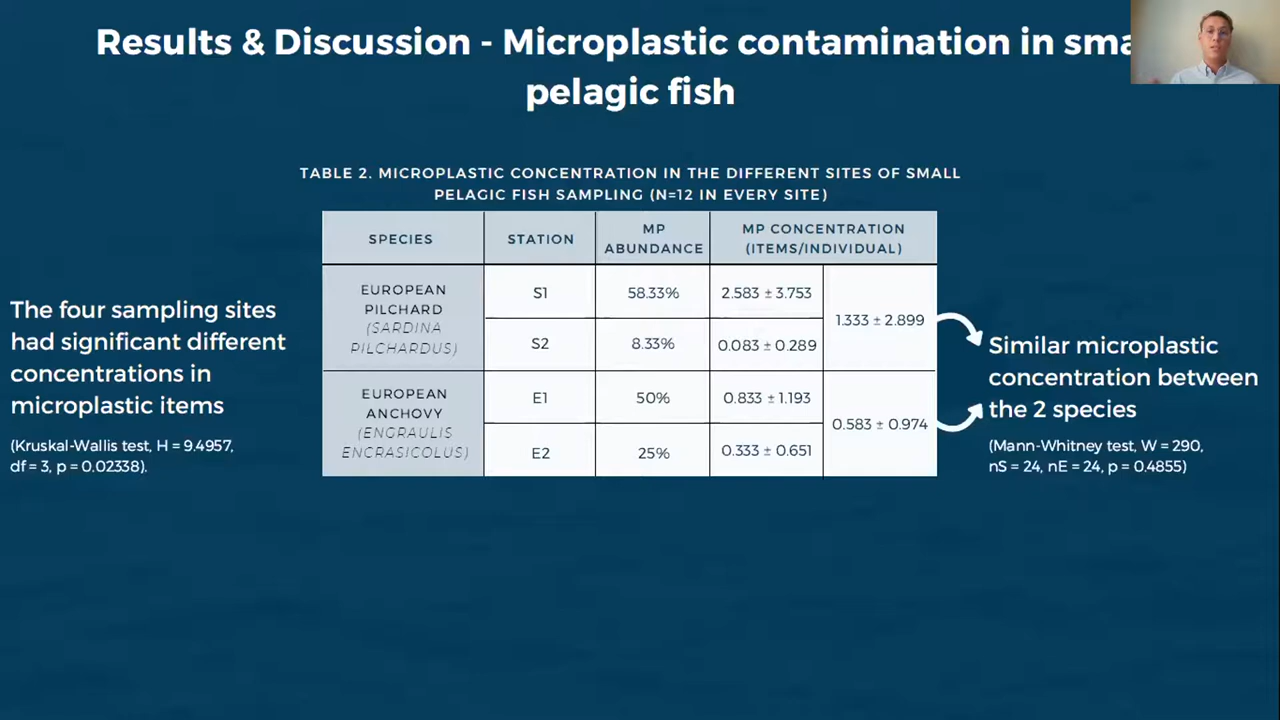 Results & Discussion - Microplastic contamination in sma
pelagic fish
TABLE 2. MICROPLASTIC CONCENTRATION IN THE DIFFERENT SITES OF SMALL
PELAGIC FISH SAMPLING (N=12 IN EVERY SITE)
SPECIES
STATION
MP
ABUNDANCE
MP CONCENTRATION
(ITEMS/INDIVIDUAL)
EUROPEAN
PILCHARD
(SARDINA
PILCHARDUS)
S1
58.33%
2.583 ± 3.753
1.333 ± 2.899
S2
8.33%
0.083 ± 0.289
EUROPEAN
ANCHOVY
(ENGRAULIS
ENCRASICOLUS)
E1
50%
0.833 ± 1.193
0.583 ± 0.974
E2
25%
0.333 ± 0.651
The four sampling sites
had significant different
concentrations in
microplastic items
(Kruskal-Wallis test, H = 9.4957,
df = 3, p = 0.02338).
Similar microplastic
concentration between
the 2 species
(Mann-Whitney test, W = 290,
nS = 24, nE = 24, p = 0.4855)